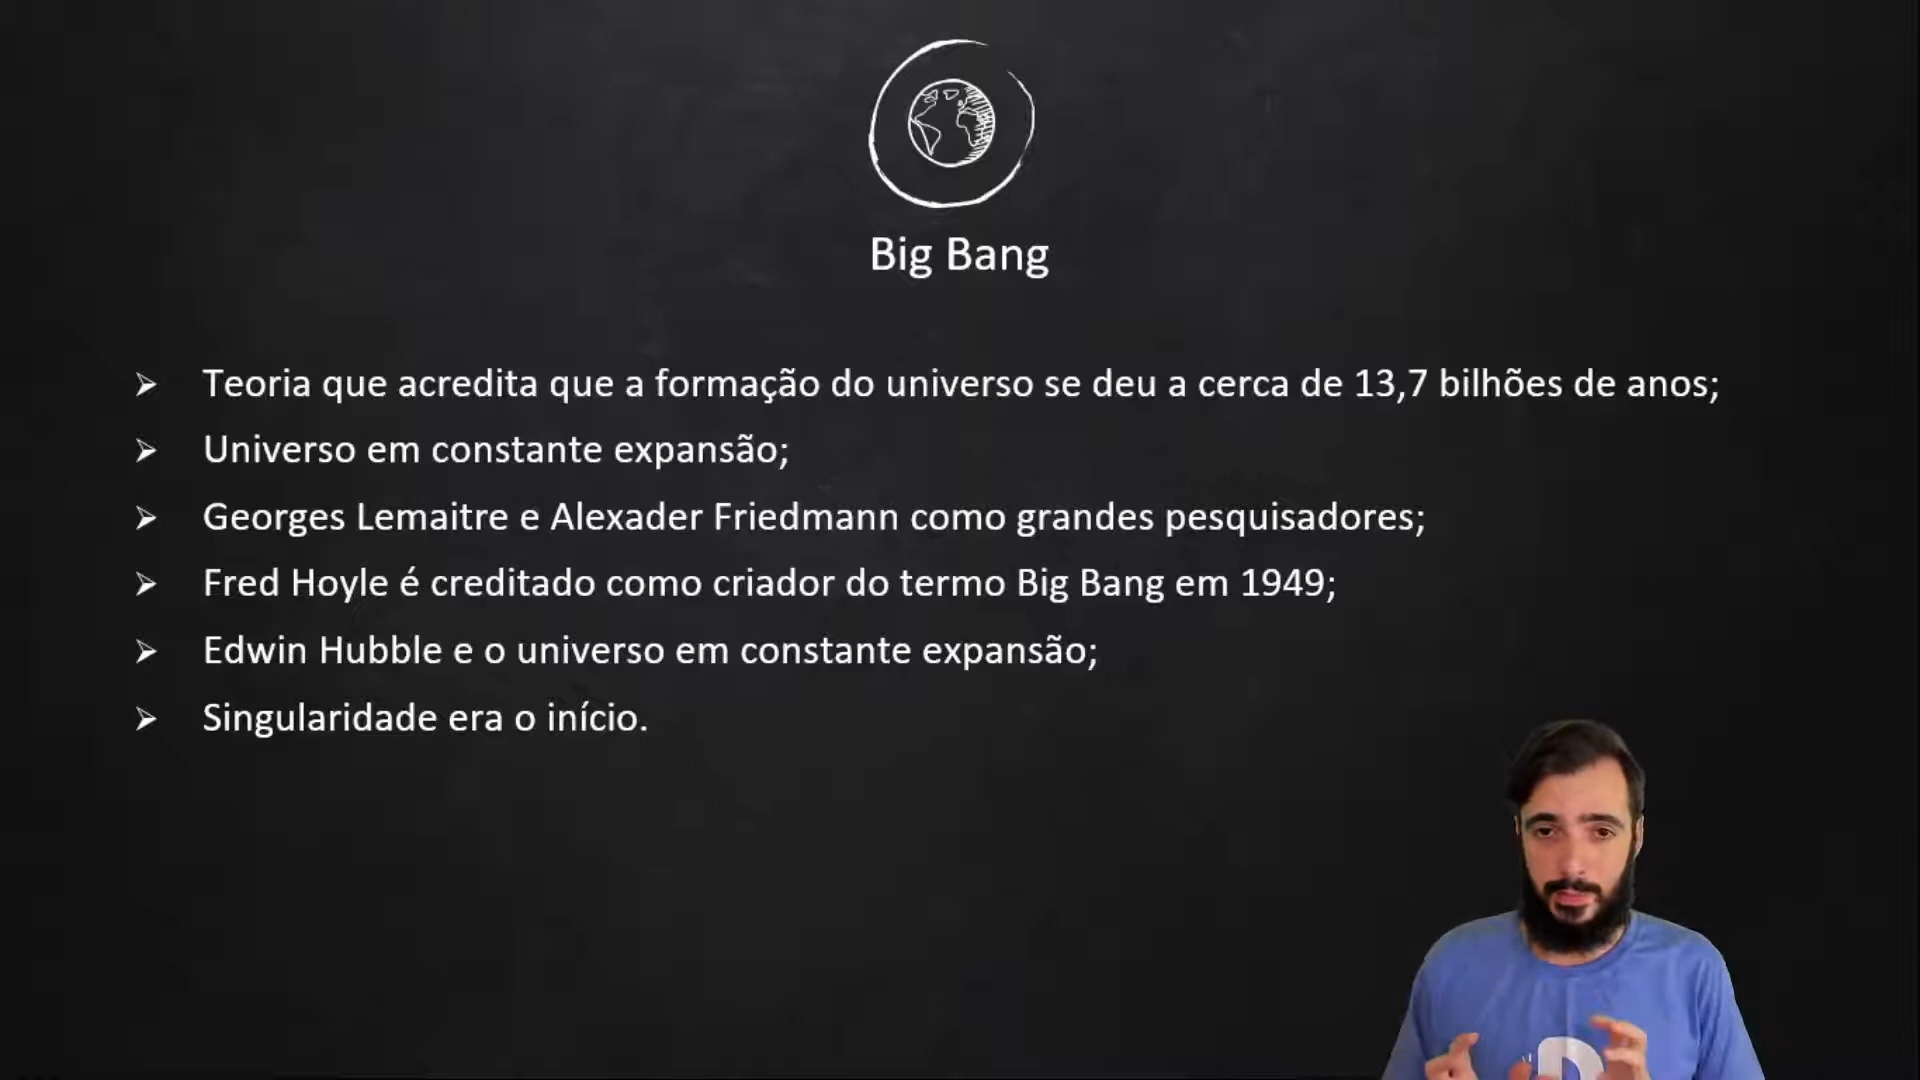 Big Bang
Teoria que acredita que a formação do universo se deu a cerca de 13,7 bilhões de anos;
Universo em constante expansão;
Georges Lemaitre e Alexader Friedmann como grandes pesquisadores;
Fred Hoyle é creditado como criador do termo Big Bang em 1949;
Edwin Hubble e o universo em constante expansão;
Singularidade era o início.